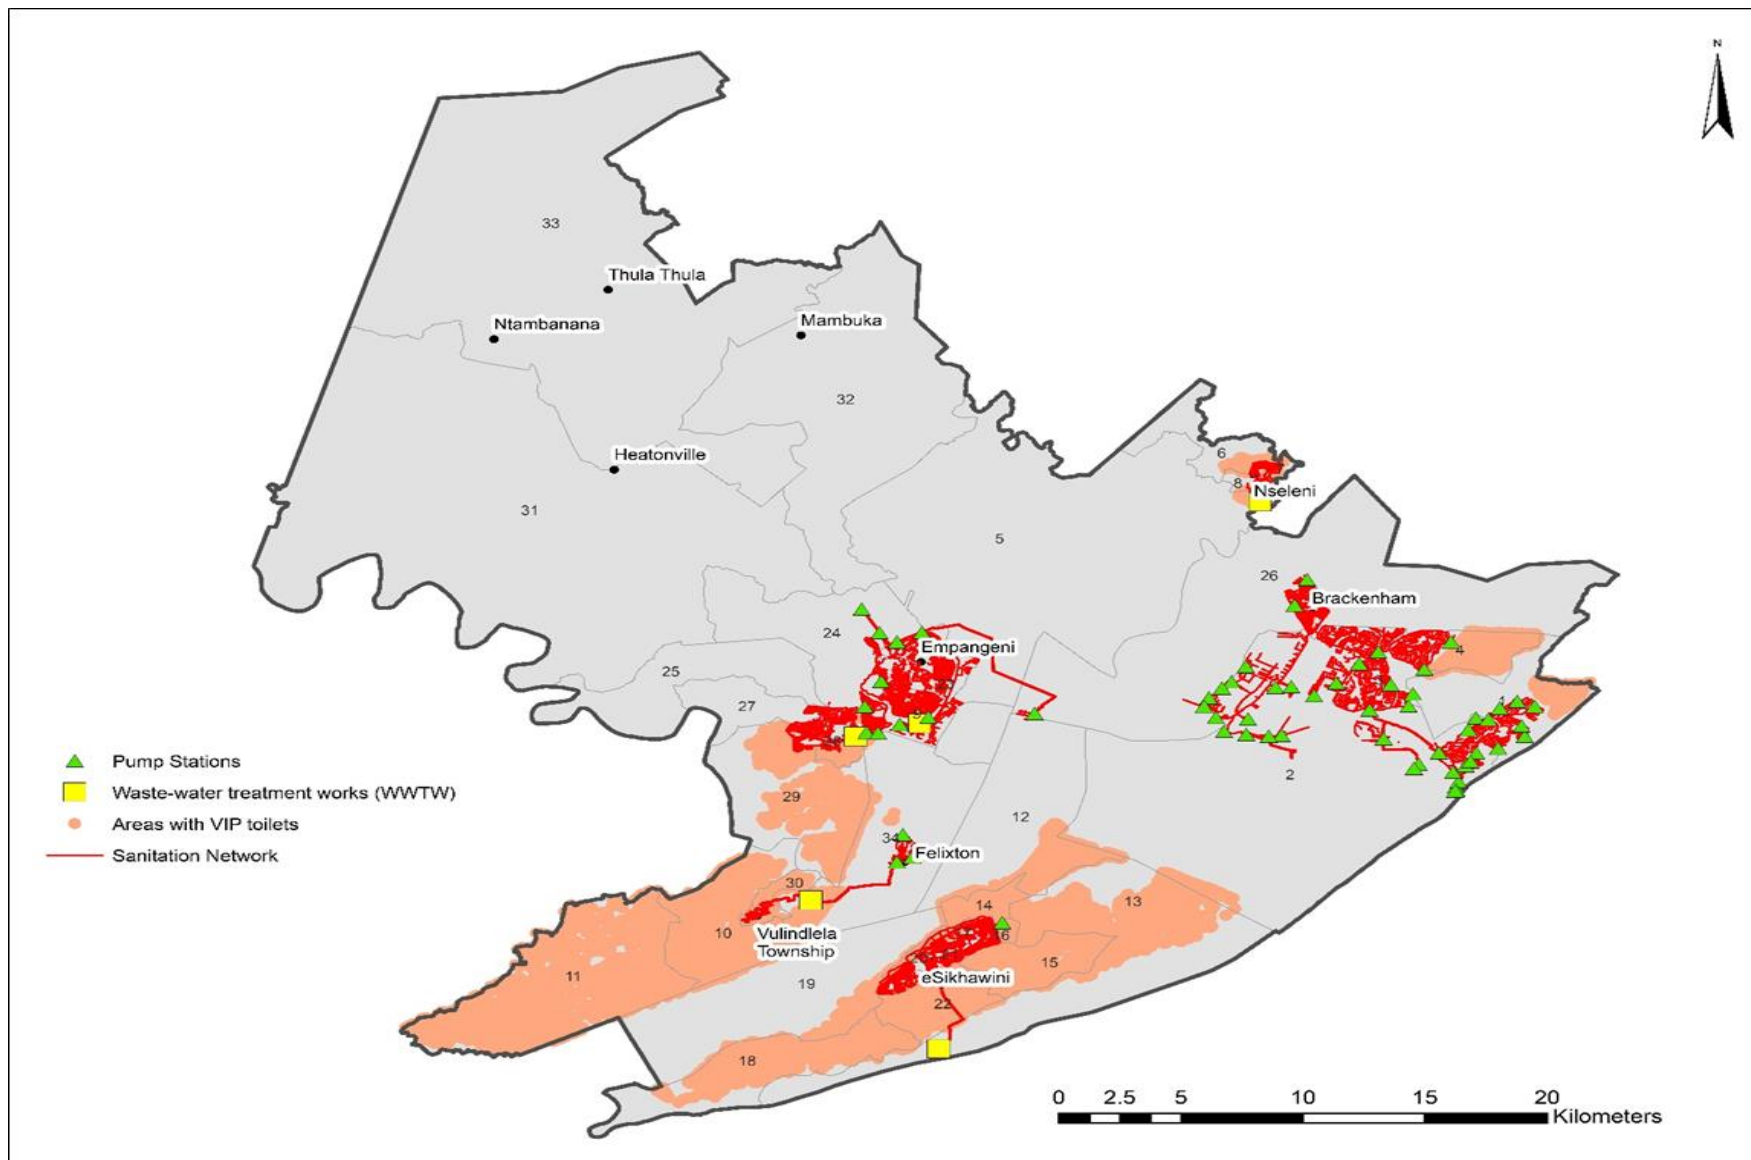 N
33
Thula Thula
Ntambanana
Mambuka
32
Heatonville
6
8
Nseleni
31
5
26
Brackenham
24
Empangeni
4
25
27
1
9
2
29
12
34
Felixton
30
14
13
10
Vulindlela
Township
16
15
11
19
eSikhawini
22
18
Pump Stations
Waste-water treatment works (WWTW)
Areas with VIP toilets
Sanitation Network
0 2.5 5 10 15 20
Kilometers